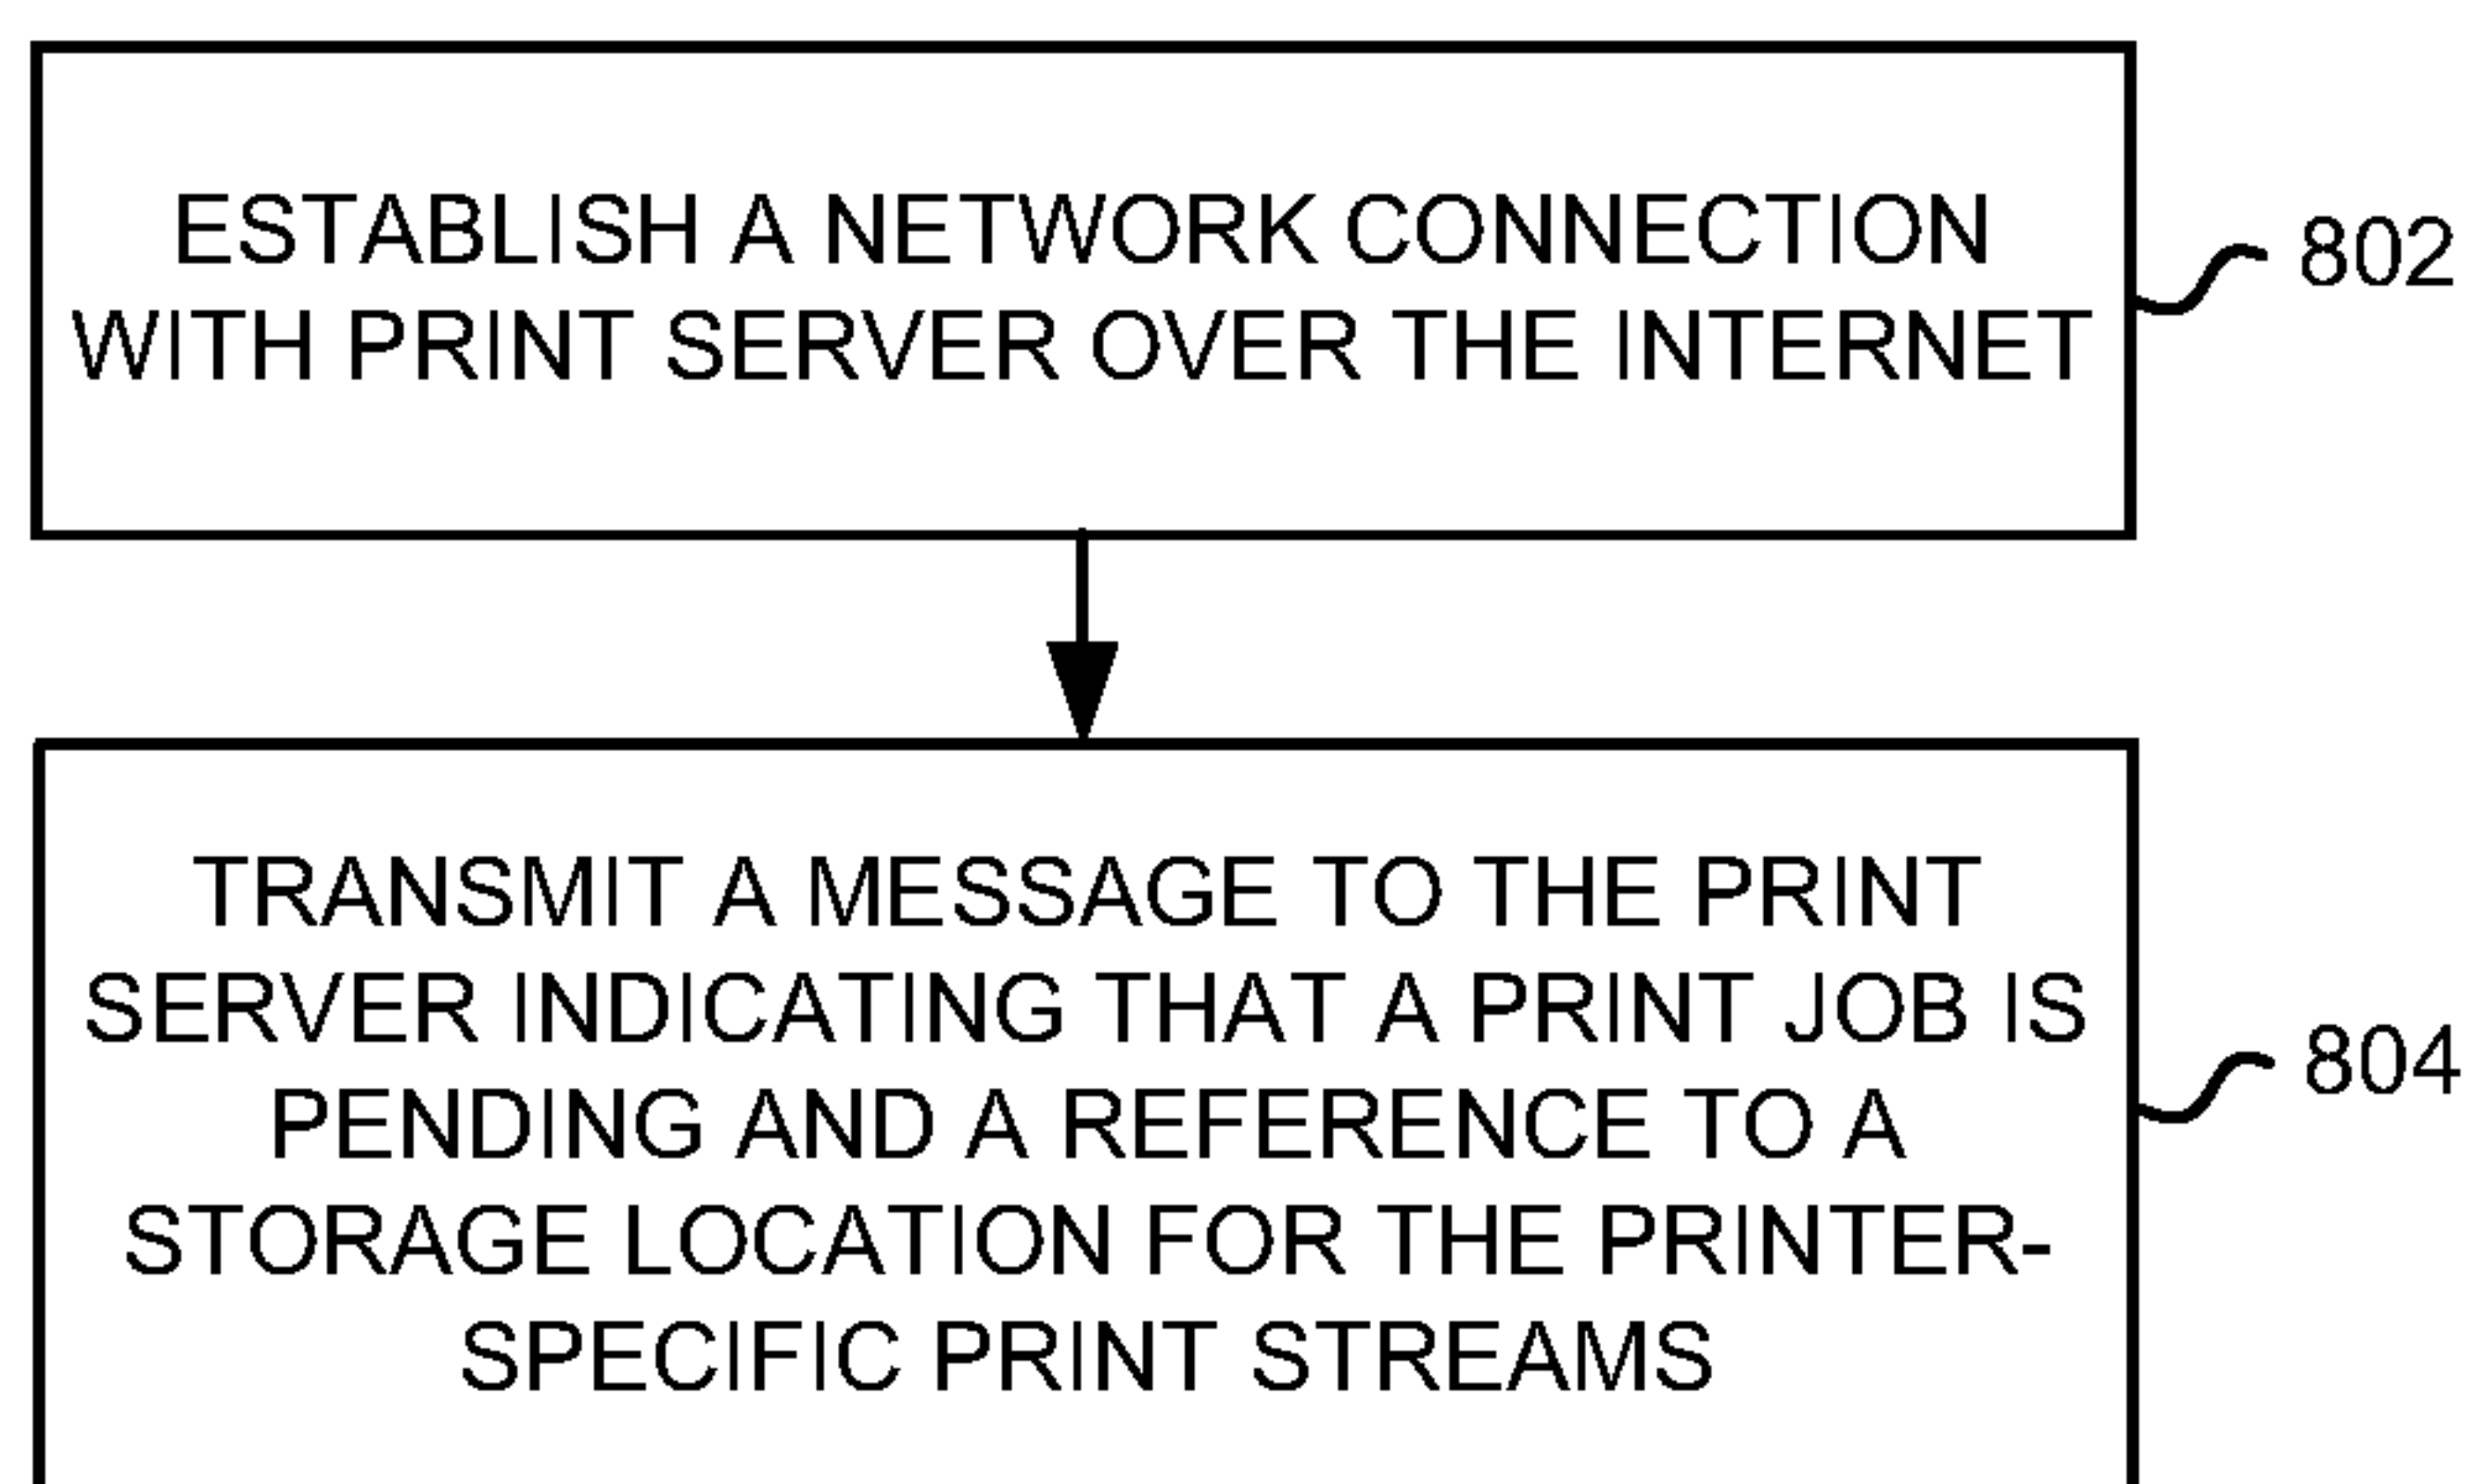 ESTABLISH A NETWORK CONNECTION
WITH PRINT SERVER OVER THE INTERNET
802
TRANSMIT A MESSAGE TO THE PRINT
SERVER INDICATING THAT A PRINT JOB IS
PENDING AND A REFERENCE TO A
STORAGE LOCATION FOR THE PRINTER-
SPECIFIC PRINT STREAMS
804